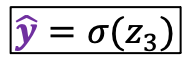 ŷ = σ(z₃)